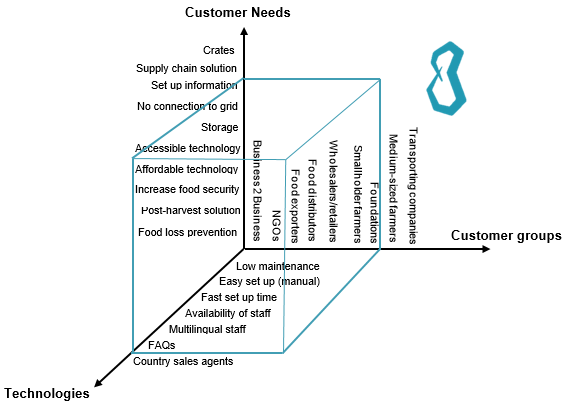 Customer Needs
Crates
Supply chain solution
Set up information
No connection to grid
Storage
Accessible technology
Affordable technology
Increase food security
Post-harvest solution
Food loss prevention
Business 2 Business
NGOs
Food exporters
Food distributors
Wholesalers/retailers
Smallholder farmers
Foundations
Medium-sized farmers
Transporting companies
Customer groups
Low maintenance
Easy set up (manual)
Fast set up time
Availability of staff
Multilingual staff
FAQs
Country sales agents
Technologies